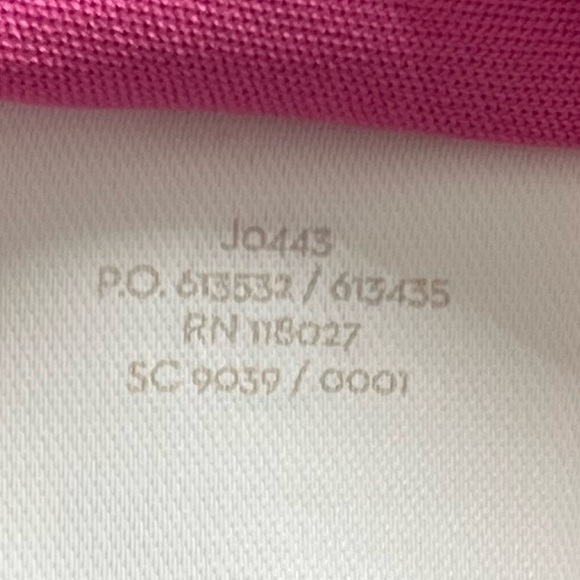 J0443
P.O. 613532 / 613435
RN 118027
SC 9039 / 0001